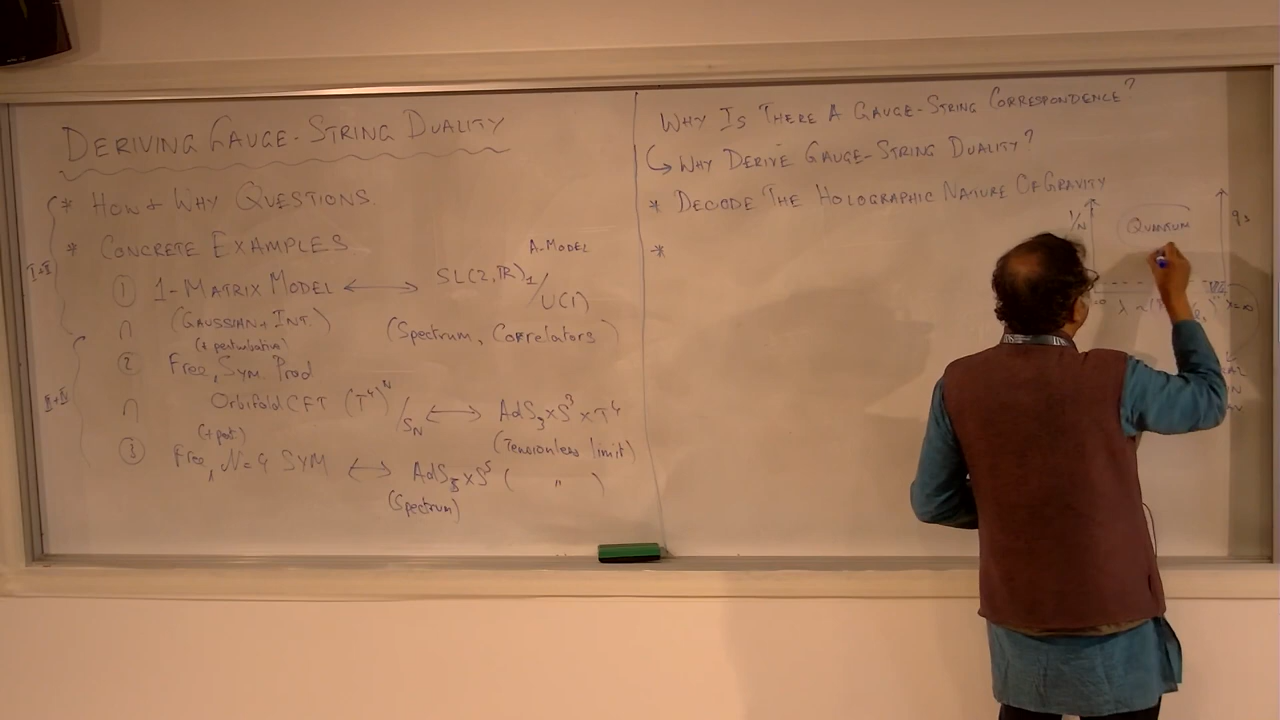 DERIVING GAUGE-STRING DUALITY
* HOW & WHY QUESTIONS.
* CONCRETE EXAMPLES
A-MODEL
① 1-MATRIX MODEL ⟷ SL(2,ℝ)₁/U(1)
∩ (GAUSSIAN + INT.) (Spectrum, Correlators)
(+ perturbative)
② Free, Sym. Prod
∩ Orbifold CFT (T⁴)ᴺ/S_N ⟷ AdS₃×S³×T⁴
(+ pert.) (Tensionless limit)
③ Free, N=4 SYM ⟷ AdS₅×S⁵ ( " )
(Spectrum)
WHY IS THERE A GAUGE-STRING CORRESPONDENCE?
↳ WHY DERIVE GAUGE-STRING DUALITY?
* DECODE THE HOLOGRAPHIC NATURE OF GRAVITY
*
1/N QUANTUM g_s
λ λ=∞